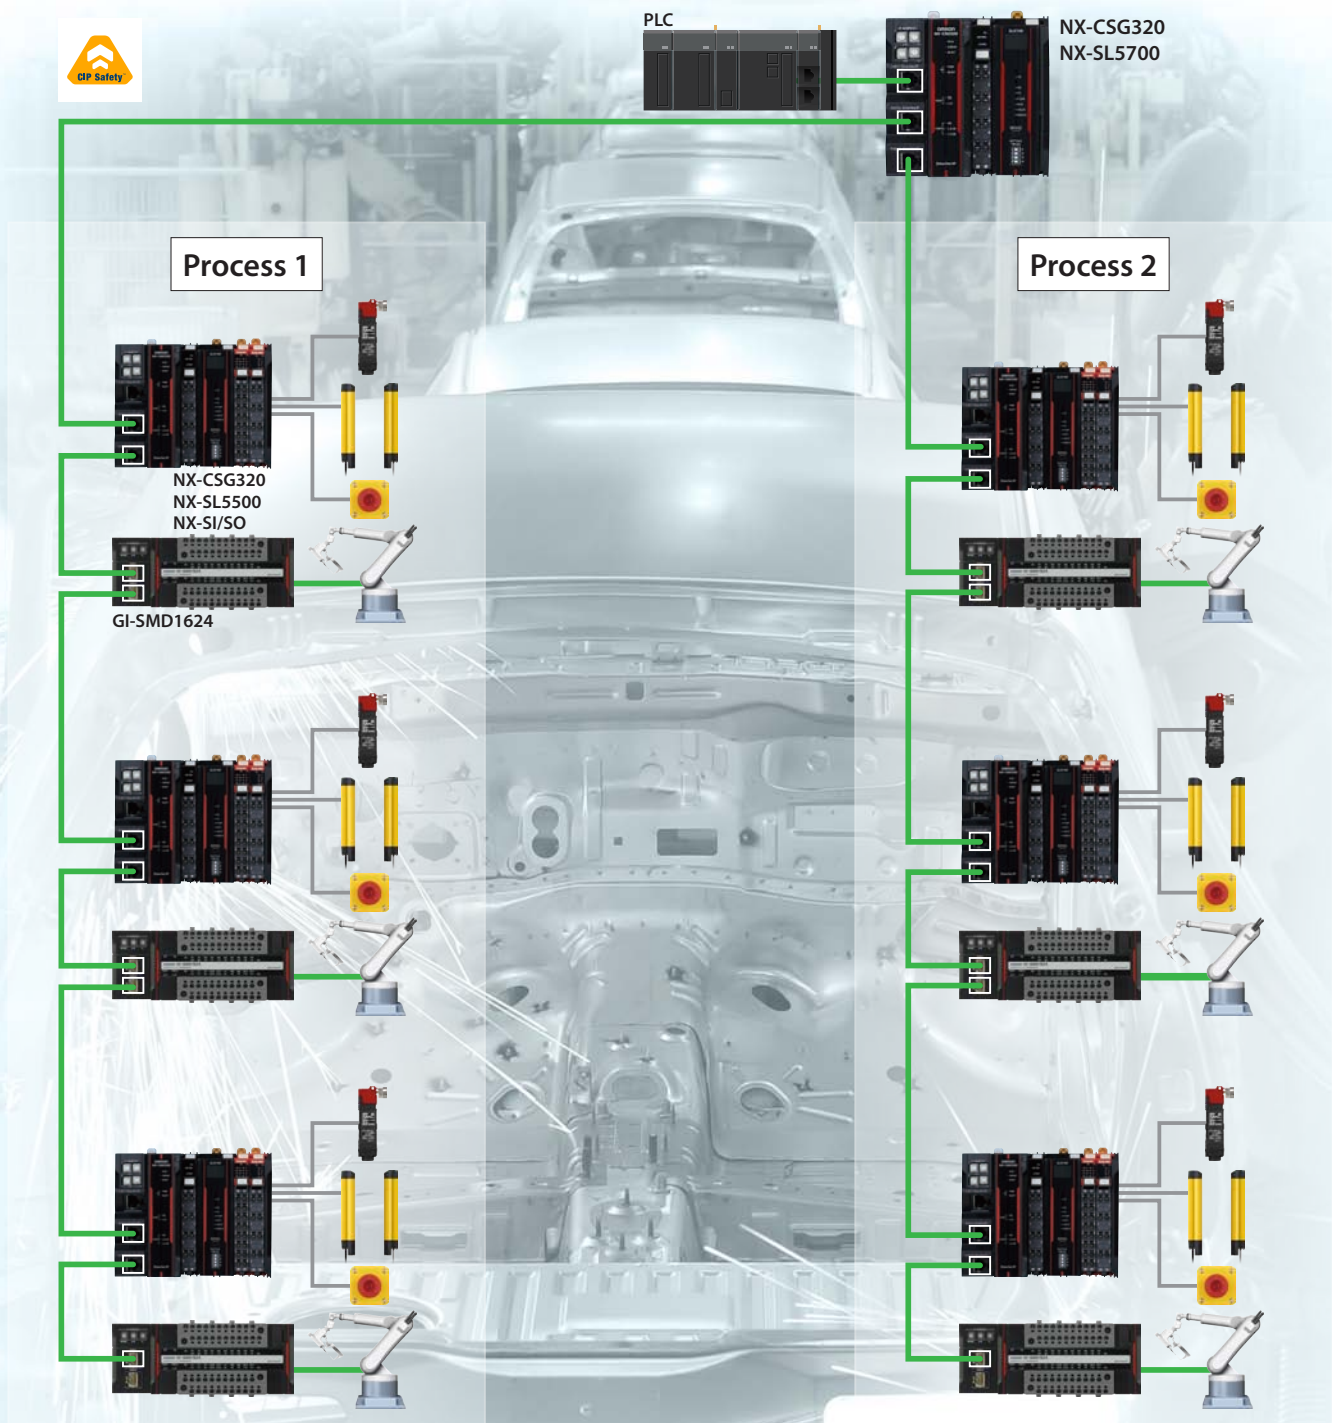 CIP Safety™
PLC
NX-CSG320
NX-SL5700
Process 1
Process 2
NX-CSG320
NX-SL5500
NX-SI/SO
GI-SMD1624